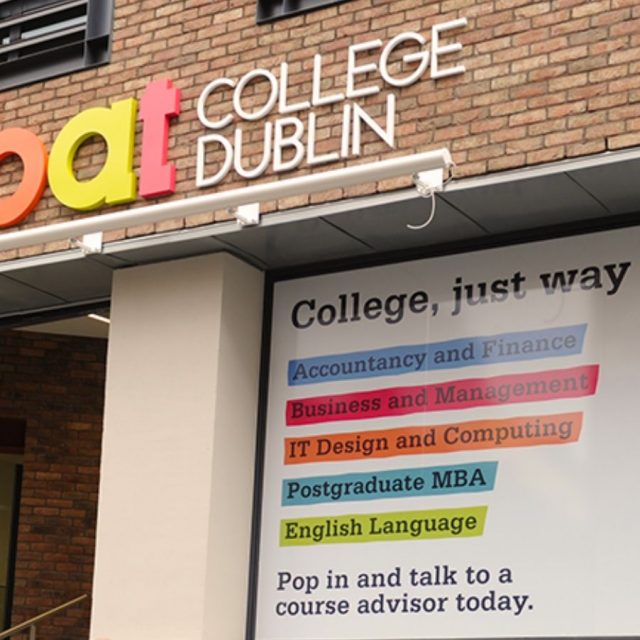 COLLEGE
DUBLIN
College, just way
Accountancy and Finance
Business and Management
IT Design and Computing
Postgraduate MBA
English Language
Pop in and talk to a
course advisor today.